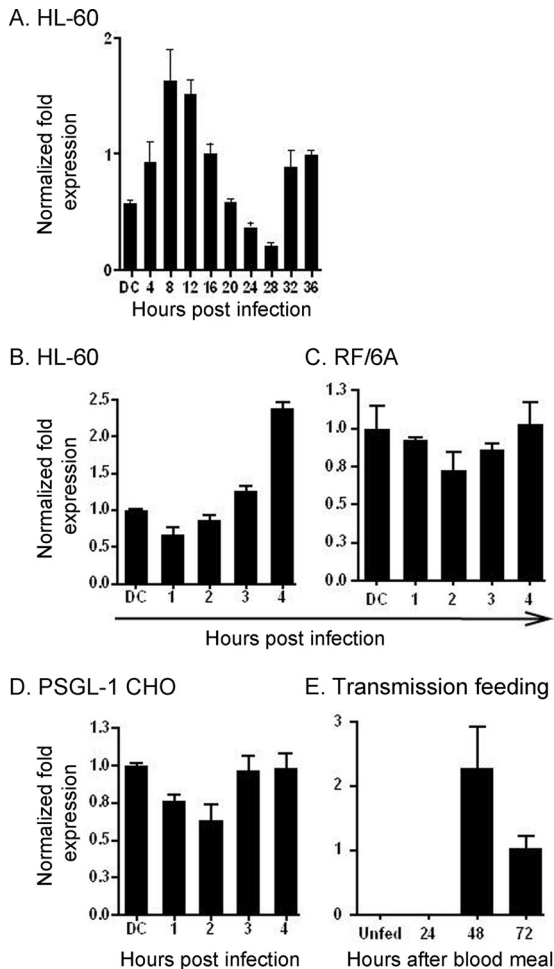 A. HL-60
Normalized fold
expression
2
1
0
DC 4 8 12 16 20 24 28 32 36
Hours post infection
B. HL-60
Normalized fold
expression
2.5
2.0
1.5
1.0
0.5
0.0
DC 1 2 3 4
C. RF/6A
1.3
1.0
0.8
0.5
0.3
0.0
DC 1 2 3 4
Hours post infection
D. PSGL-1 CHO
Normalized fold
expression
1.3
1.0
0.8
0.5
0.3
0.0
DC 1 2 3 4
Hours post infection
E. Transmission feeding
3
2
1
0
Unfed 24 48 72
Hours after blood meal